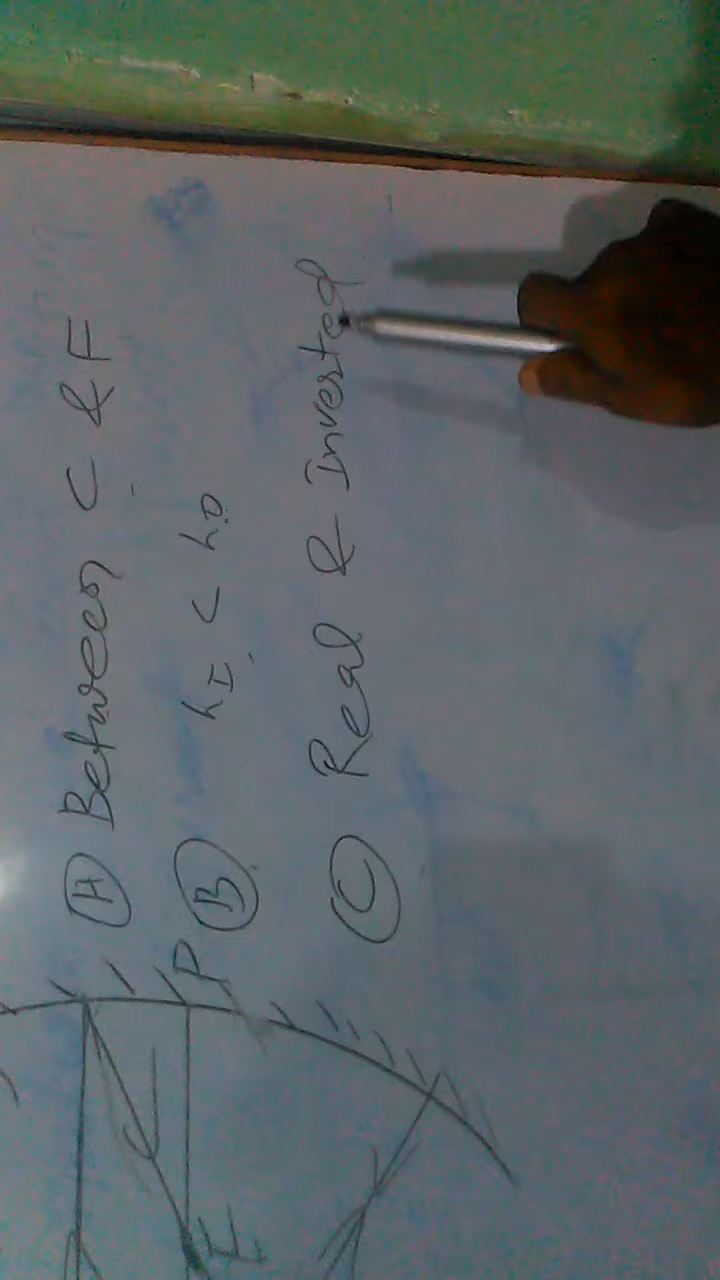 Ⓐ Between C & F
Ⓑ hI < hO
Ⓒ Real & Inverted
P
F